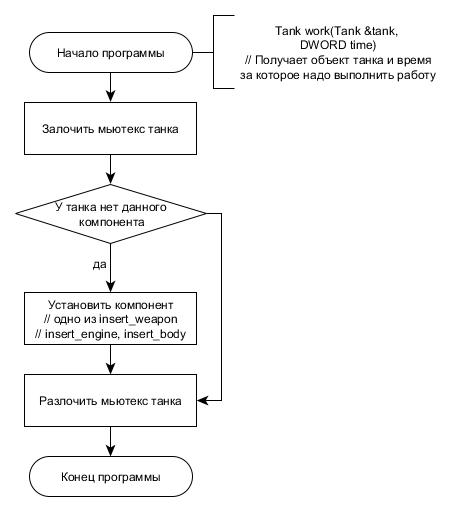 Начало программы
Tank work(Tank &tank,
DWORD time)
// Получает объект танка и время
за которое надо выполнить работу
Залочить мьютекс танка
У танка нет данного
компонента
да
Установить компонент
// одно из insert_weapon
// insert_engine, insert_body
Разлочить мьютекс танка
Конец программы